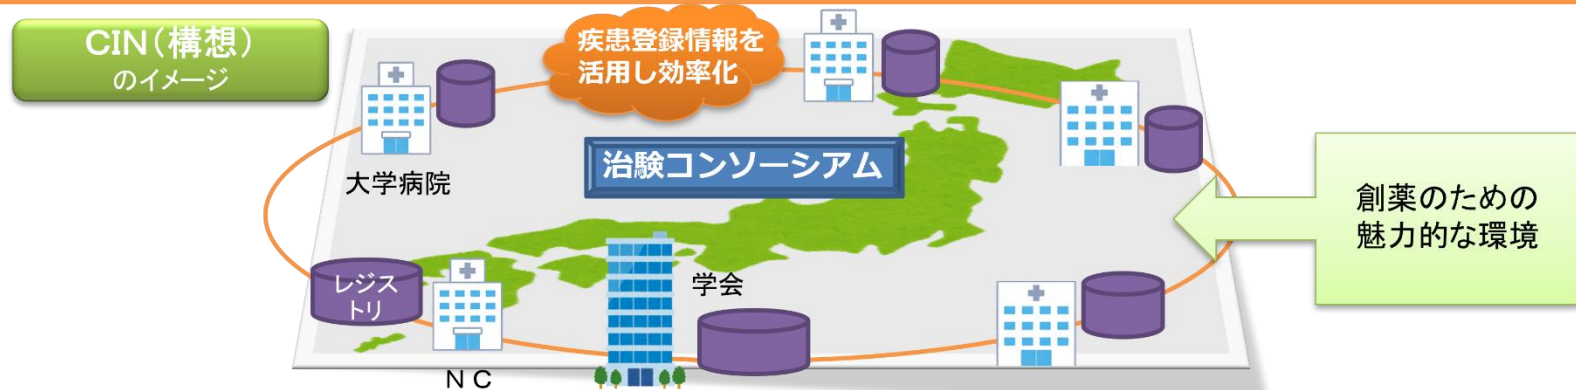 CIN(構想)
のイメージ
疾患登録情報を
活用し効率化
治験コンソーシアム
大学病院
創薬のための
魅力的な環境
レジス
トリ
学会
ＮＣ